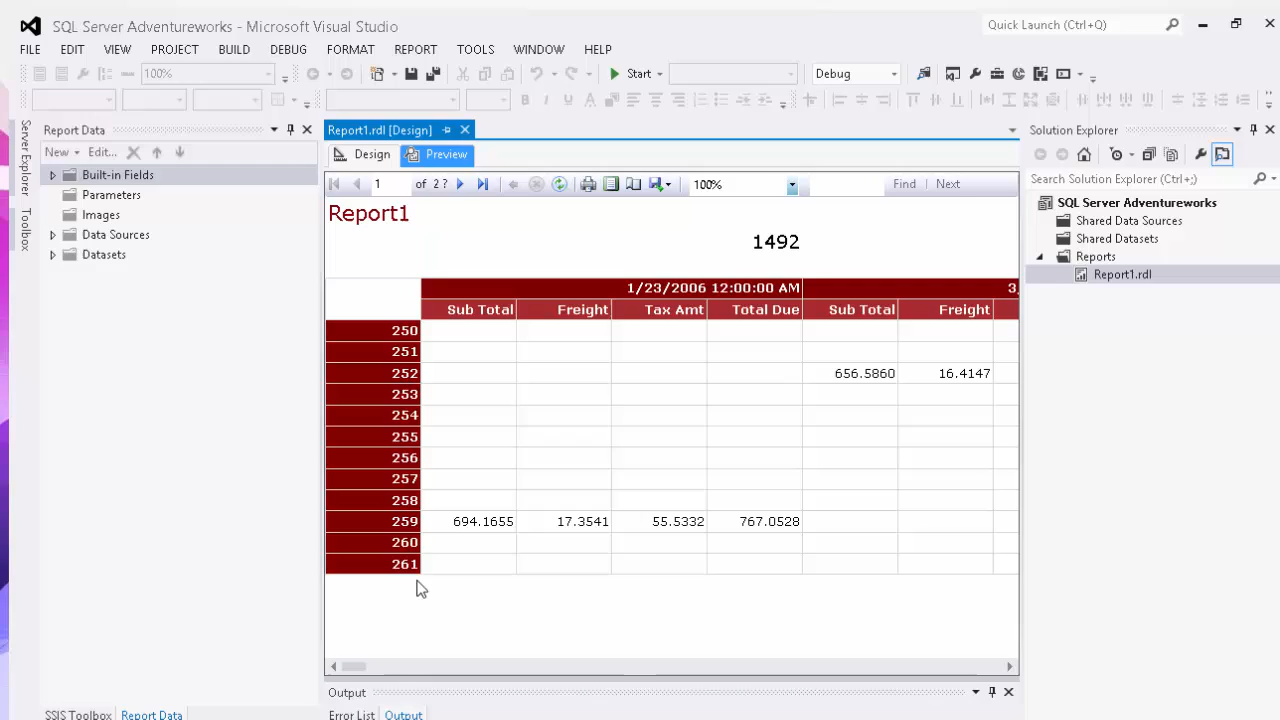 SQL Server Adventureworks - Microsoft Visual Studio
Quick Launch (Ctrl+Q)
FILE EDIT VIEW PROJECT BUILD DEBUG FORMAT REPORT TOOLS WINDOW HELP
100% Start Debug
Server Explorer
Toolbox
Report Data
New Edit...
Built-in Fields
Parameters
Images
Data Sources
Datasets
Report1.rdl [Design]
Design Preview
1 of 2 ? 100% Find Next
Report1
1492
1/23/2006 12:00:00 AM 3,
Sub Total Freight Tax Amt Total Due Sub Total Freight
250
251
252 656.5860 16.4147
253
254
255
256
257
258
259 694.1655 17.3541 55.5332 767.0528
260
261
Output
Solution Explorer
Search Solution Explorer (Ctrl+;)
SQL Server Adventureworks
Shared Data Sources
Shared Datasets
Reports
Report1.rdl
SSIS Toolbox Report Data Error List Output